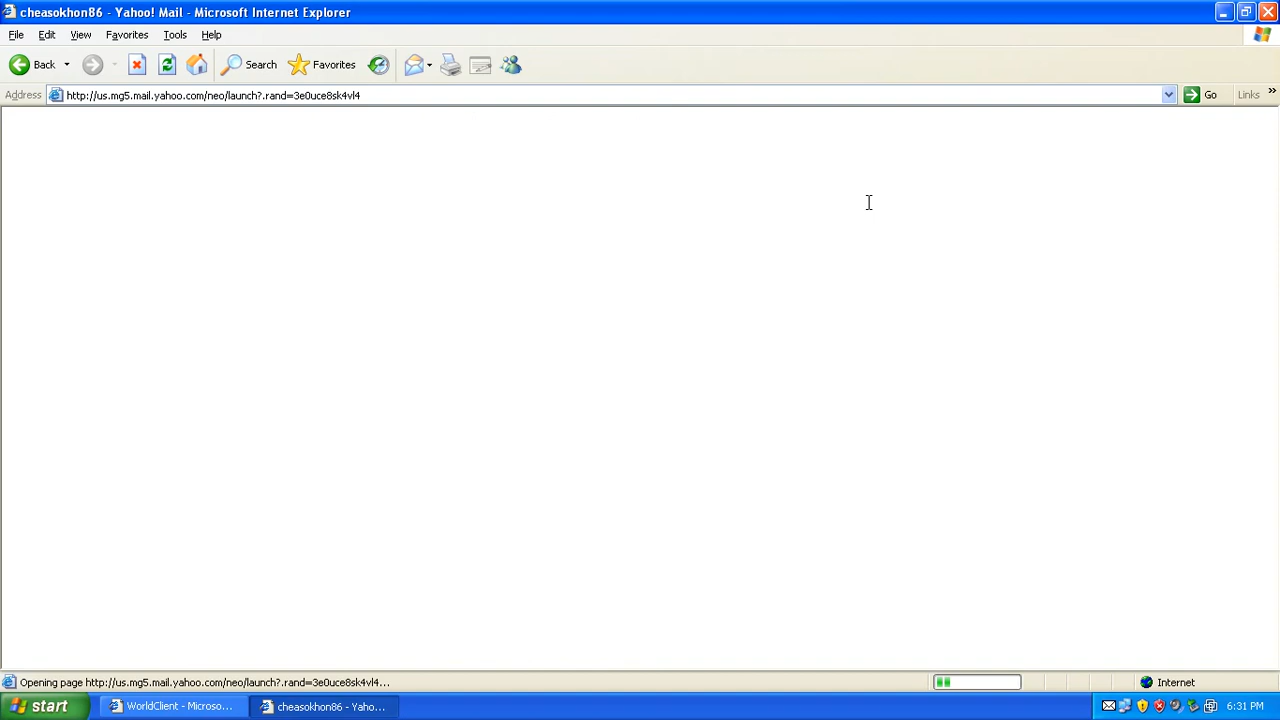 cheasokhon86 - Yahoo! Mail - Microsoft Internet Explorer
File Edit View Favorites Tools Help
Back Search Favorites
Address http://us.mg5.mail.yahoo.com/neo/launch?.rand=3e0uce8sk4vl4 Go Links »
Opening page http://us.mg5.mail.yahoo.com/neo/launch?.rand=3e0uce8sk4vl4... Internet
start WorldClient - Microso... cheasokhon86 - Yaho... 6:31 PM